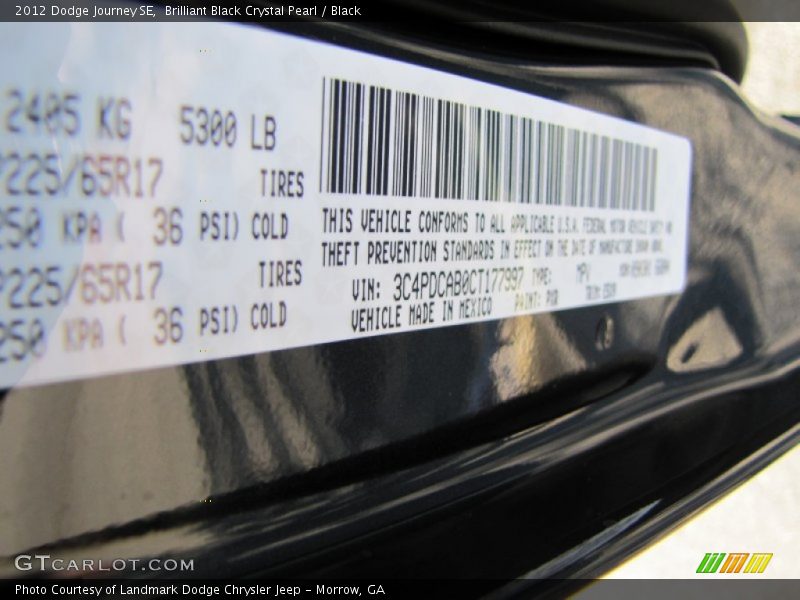 2012 Dodge Journey SE, Brilliant Black Crystal Pearl / Black
2405 KG 5300 LB
P225/65R17 TIRES
250 KPA ( 36 PSI) COLD
P225/65R17 TIRES
250 KPA ( 36 PSI) COLD
THIS VEHICLE CONFORMS TO ALL APPLICABLE U.S.A. FEDERAL MOTOR VEHICLE SAFETY AND
THEFT PREVENTION STANDARDS IN EFFECT ON THE DATE OF MANUFACTURE SHOWN ABOVE.
VIN: 3C4PDCAB0CT177997 TYPE: MPV
VEHICLE MADE IN MEXICO PAINT: PXR
GTCARLOT.COM
Photo Courtesy of Landmark Dodge Chrysler Jeep - Morrow, GA